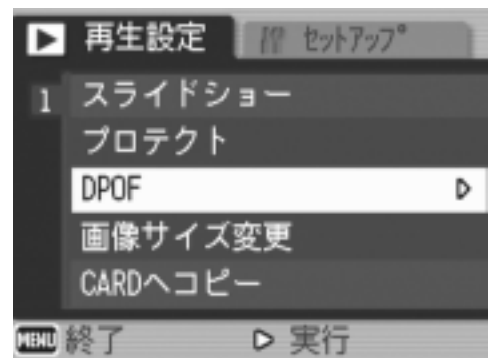 再生設定 セットアップ
1 スライドショー
プロテクト
DPOF
画像サイズ変更
CARDへコピー
MENU 終了 実行